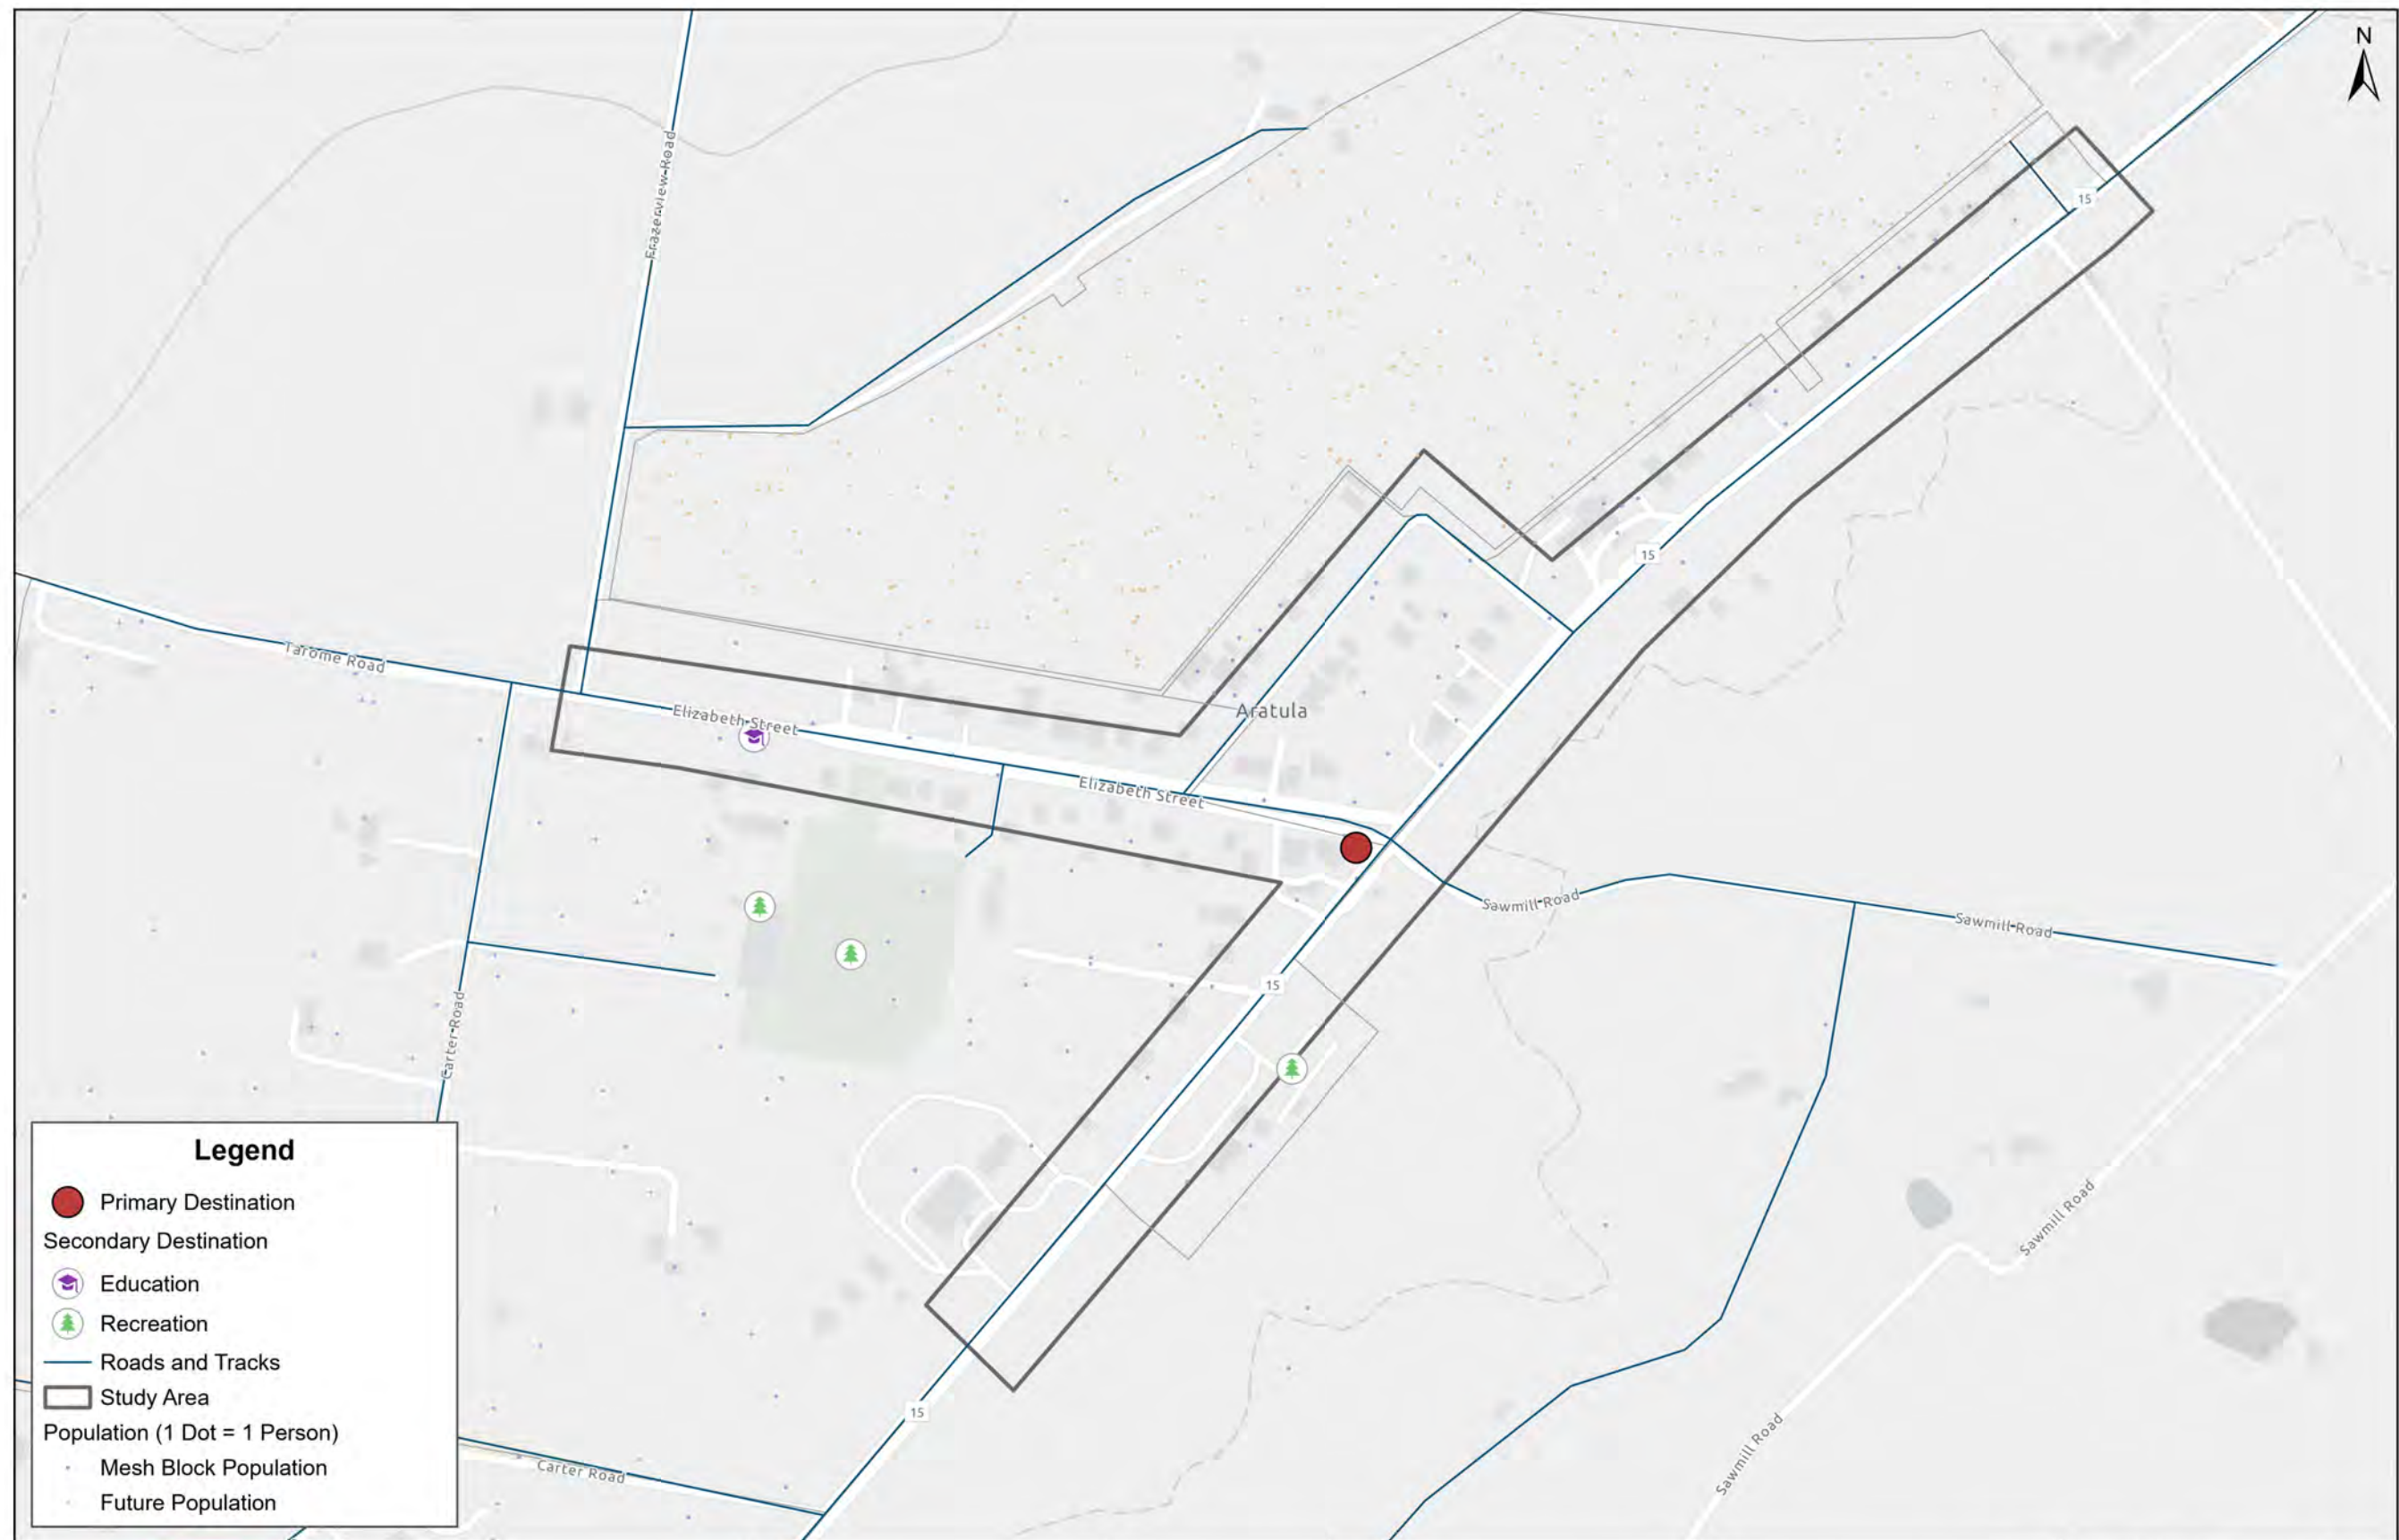 N
Frazerview Road
15
15
Tarome Road
Elizabeth Street
Aratula
Elizabeth Street
Sawmill Road
Sawmill Road
15
Carter Road
Sawmill Road
15
Sawmill Road
Carter Road
Legend
Primary Destination
Secondary Destination
Education
Recreation
Roads and Tracks
Study Area
Population (1 Dot = 1 Person)
Mesh Block Population
Future Population